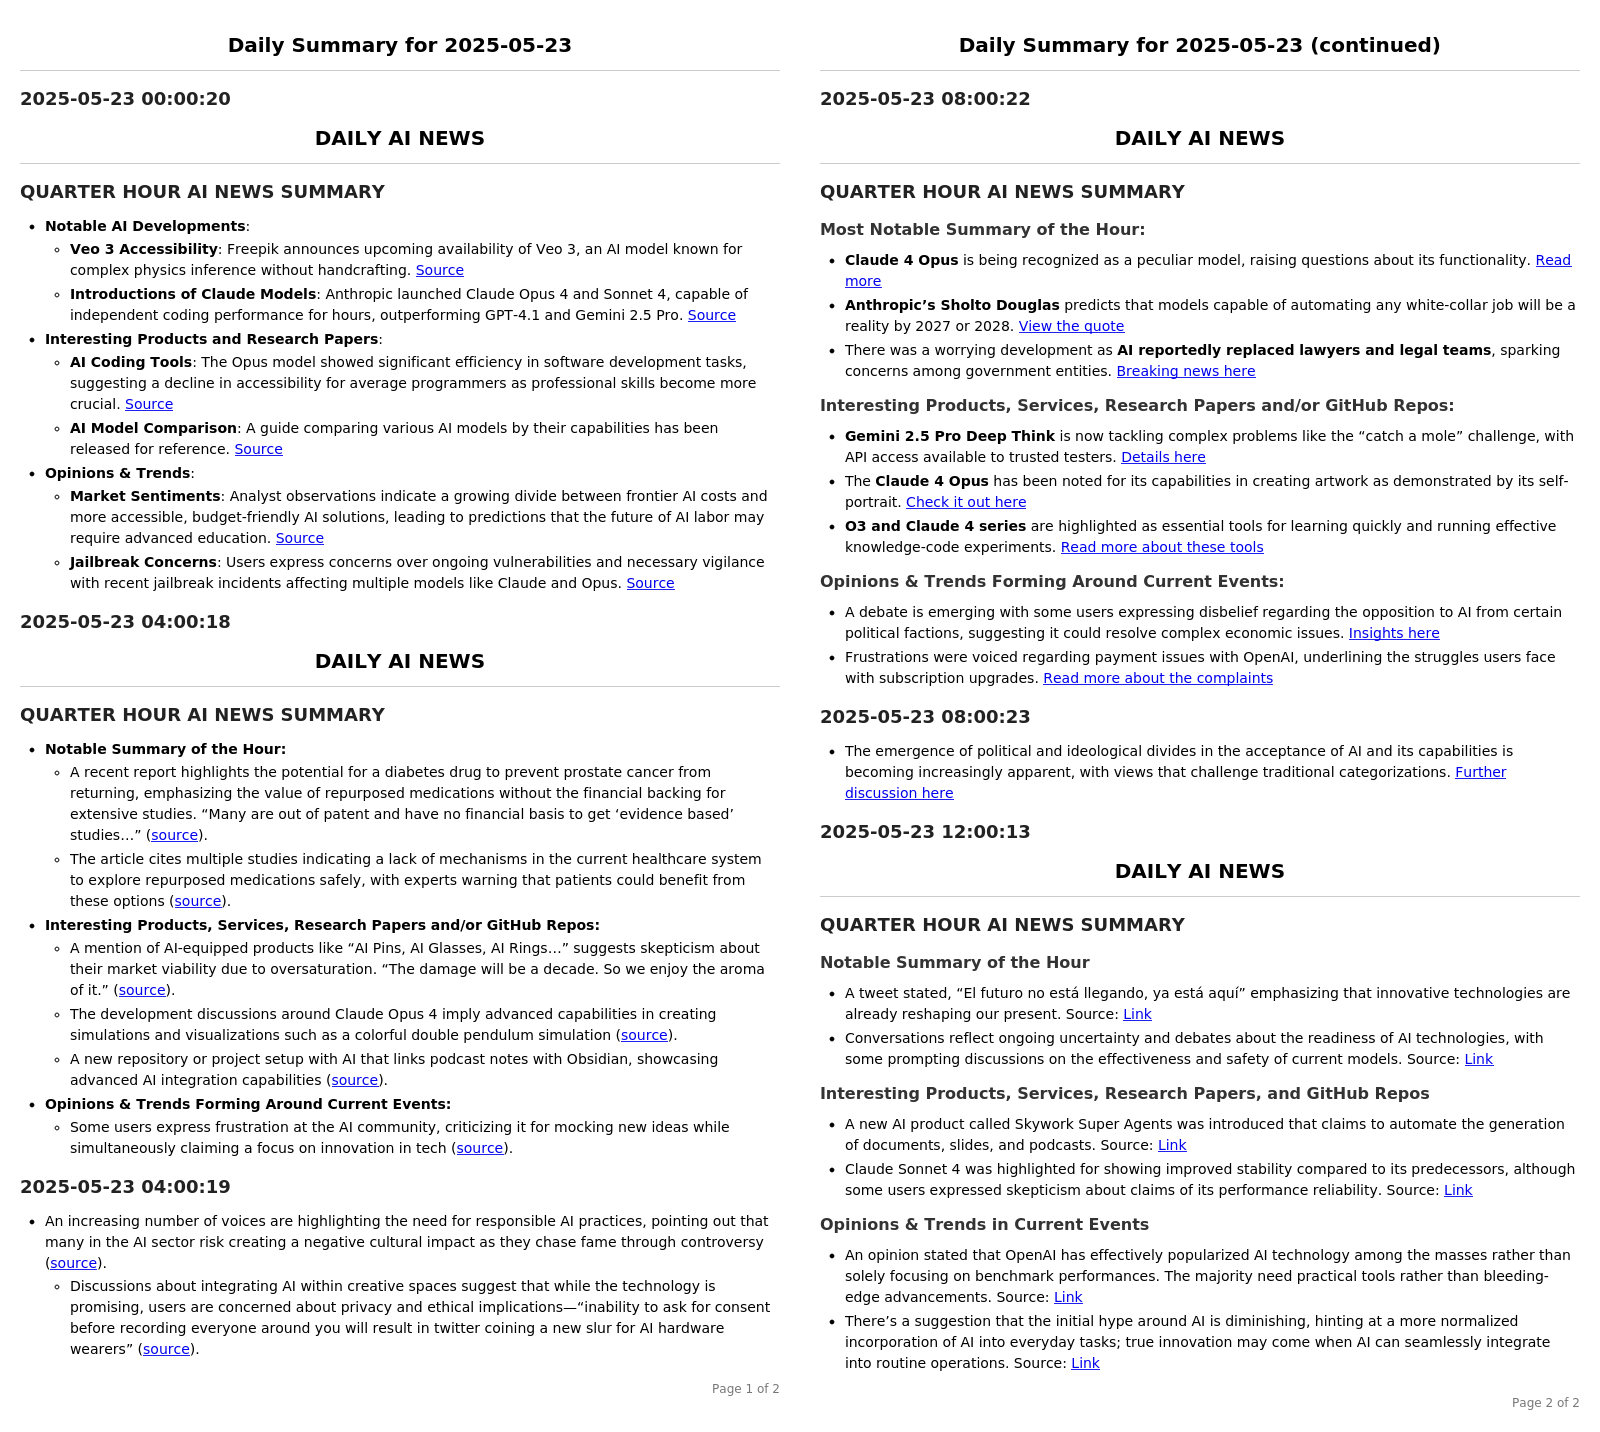 Daily Summary for 2025-05-23
2025-05-23 00:00:20
DAILY AI NEWS
QUARTER HOUR AI NEWS SUMMARY
• Notable AI Developments:
◦ Veo 3 Accessibility: Freepik announces upcoming availability of Veo 3, an AI model known for
complex physics inference without handcrafting. Source
◦ Introductions of Claude Models: Anthropic launched Claude Opus 4 and Sonnet 4, capable of
independent coding performance for hours, outperforming GPT-4.1 and Gemini 2.5 Pro. Source
• Interesting Products and Research Papers:
◦ AI Coding Tools: The Opus model showed significant efficiency in software development tasks,
suggesting a decline in accessibility for average programmers as professional skills become more
crucial. Source
◦ AI Model Comparison: A guide comparing various AI models by their capabilities has been
released for reference. Source
• Opinions & Trends:
◦ Market Sentiments: Analyst observations indicate a growing divide between frontier AI costs and
more accessible, budget-friendly AI solutions, leading to predictions that the future of AI labor may
require advanced education. Source
◦ Jailbreak Concerns: Users express concerns over ongoing vulnerabilities and necessary vigilance
with recent jailbreak incidents affecting multiple models like Claude and Opus. Source
2025-05-23 04:00:18
DAILY AI NEWS
QUARTER HOUR AI NEWS SUMMARY
• Notable Summary of the Hour:
◦ A recent report highlights the potential for a diabetes drug to prevent prostate cancer from
returning, emphasizing the value of repurposed medications without the financial backing for
extensive studies. “Many are out of patent and have no financial basis to get ‘evidence based’
studies…” (source).
◦ The article cites multiple studies indicating a lack of mechanisms in the current healthcare system
to explore repurposed medications safely, with experts warning that patients could benefit from
these options (source).
• Interesting Products, Services, Research Papers and/or GitHub Repos:
◦ A mention of AI-equipped products like “AI Pins, AI Glasses, AI Rings…” suggests skepticism about
their market viability due to oversaturation. “The damage will be a decade. So we enjoy the aroma
of it.” (source).
◦ The development discussions around Claude Opus 4 imply advanced capabilities in creating
simulations and visualizations such as a colorful double pendulum simulation (source).
◦ A new repository or project setup with AI that links podcast notes with Obsidian, showcasing
advanced AI integration capabilities (source).
• Opinions & Trends Forming Around Current Events:
◦ Some users express frustration at the AI community, criticizing it for mocking new ideas while
simultaneously claiming a focus on innovation in tech (source).
2025-05-23 04:00:19
• An increasing number of voices are highlighting the need for responsible AI practices, pointing out that
many in the AI sector risk creating a negative cultural impact as they chase fame through controversy
(source).
◦ Discussions about integrating AI within creative spaces suggest that while the technology is
promising, users are concerned about privacy and ethical implications—“inability to ask for consent
before recording everyone around you will result in twitter coining a new slur for AI hardware
wearers” (source).
Page 1 of 2
Daily Summary for 2025-05-23 (continued)
2025-05-23 08:00:22
DAILY AI NEWS
QUARTER HOUR AI NEWS SUMMARY
Most Notable Summary of the Hour:
• Claude 4 Opus is being recognized as a peculiar model, raising questions about its functionality. Read
more
• Anthropic’s Sholto Douglas predicts that models capable of automating any white-collar job will be a
reality by 2027 or 2028. View the quote
• There was a worrying development as AI reportedly replaced lawyers and legal teams, sparking
concerns among government entities. Breaking news here
Interesting Products, Services, Research Papers and/or GitHub Repos:
• Gemini 2.5 Pro Deep Think is now tackling complex problems like the “catch a mole” challenge, with
API access available to trusted testers. Details here
• The Claude 4 Opus has been noted for its capabilities in creating artwork as demonstrated by its self-
portrait. Check it out here
• O3 and Claude 4 series are highlighted as essential tools for learning quickly and running effective
knowledge-code experiments. Read more about these tools
Opinions & Trends Forming Around Current Events:
• A debate is emerging with some users expressing disbelief regarding the opposition to AI from certain
political factions, suggesting it could resolve complex economic issues. Insights here
• Frustrations were voiced regarding payment issues with OpenAI, underlining the struggles users face
with subscription upgrades. Read more about the complaints
2025-05-23 08:00:23
• The emergence of political and ideological divides in the acceptance of AI and its capabilities is
becoming increasingly apparent, with views that challenge traditional categorizations. Further
discussion here
2025-05-23 12:00:13
DAILY AI NEWS
QUARTER HOUR AI NEWS SUMMARY
Notable Summary of the Hour
• A tweet stated, “El futuro no está llegando, ya está aquí” emphasizing that innovative technologies are
already reshaping our present. Source: Link
• Conversations reflect ongoing uncertainty and debates about the readiness of AI technologies, with
some prompting discussions on the effectiveness and safety of current models. Source: Link
Interesting Products, Services, Research Papers, and GitHub Repos
• A new AI product called Skywork Super Agents was introduced that claims to automate the generation
of documents, slides, and podcasts. Source: Link
• Claude Sonnet 4 was highlighted for showing improved stability compared to its predecessors, although
some users expressed skepticism about claims of its performance reliability. Source: Link
Opinions & Trends in Current Events
• An opinion stated that OpenAI has effectively popularized AI technology among the masses rather than
solely focusing on benchmark performances. The majority need practical tools rather than bleeding-
edge advancements. Source: Link
• There’s a suggestion that the initial hype around AI is diminishing, hinting at a more normalized
incorporation of AI into everyday tasks; true innovation may come when AI can seamlessly integrate
into routine operations. Source: Link
Page 2 of 2